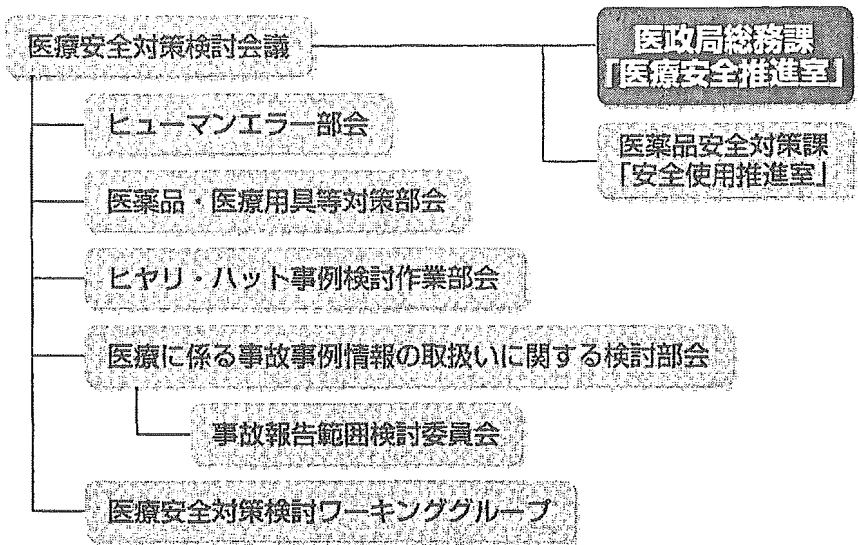 医療安全対策検討会議
医政局総務課
「医療安全推進室」
医薬品安全対策課
「安全使用推進室」
ヒューマンエラー部会
医薬品・医療用具等対策部会
ヒヤリ・ハット事例検討作業部会
医療に係る事故事例情報の取扱いに関する検討部会
事故報告範囲検討委員会
医療安全対策検討ワーキンググループ